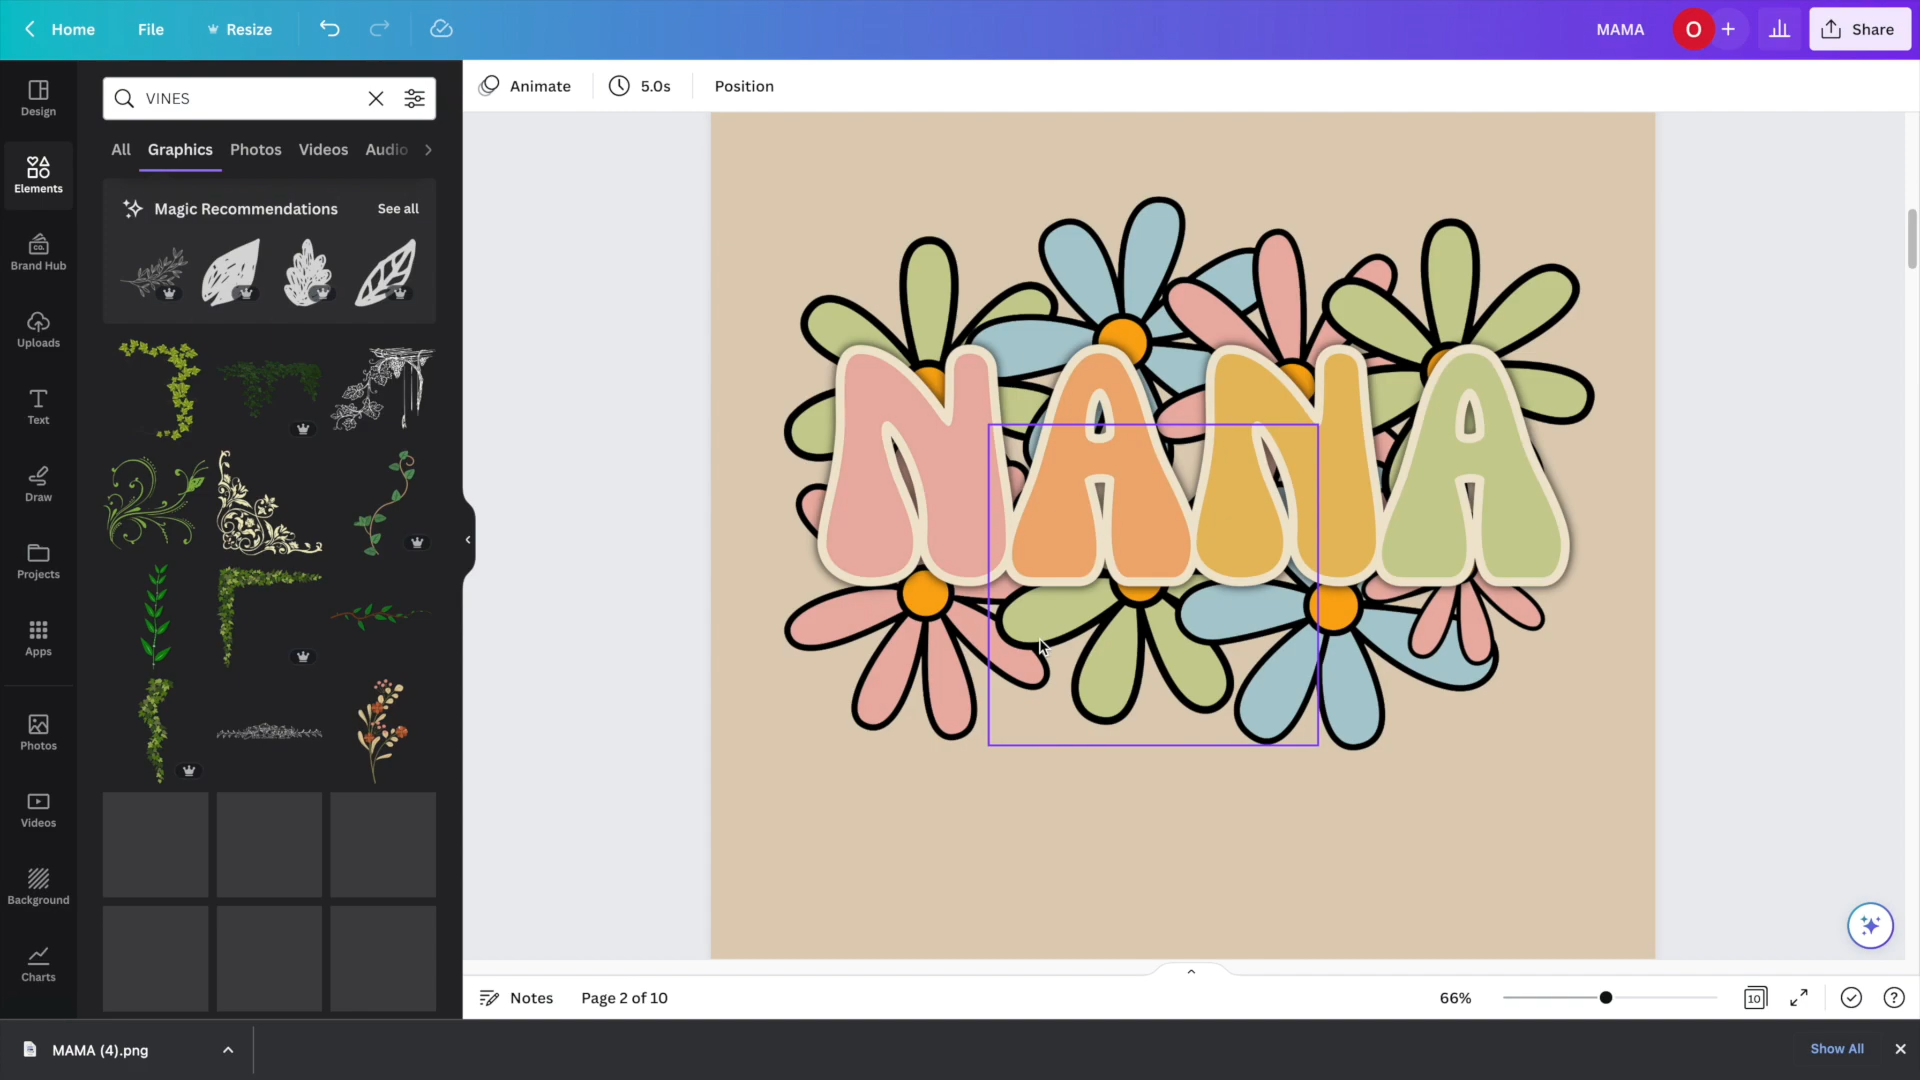 Home
File
Resize
MAMA
O
Share
Design
Elements
Brand Hub
CO.
Uploads
Text
Draw
Projects
Apps
Photos
Videos
Background
Charts
VINES
All
Graphics
Photos
Videos
Audio
Magic Recommendations
See all
Animate
5.0s
Position
NANA
Notes
Page 2 of 10
66%
10
?
MAMA (4).png
Show All